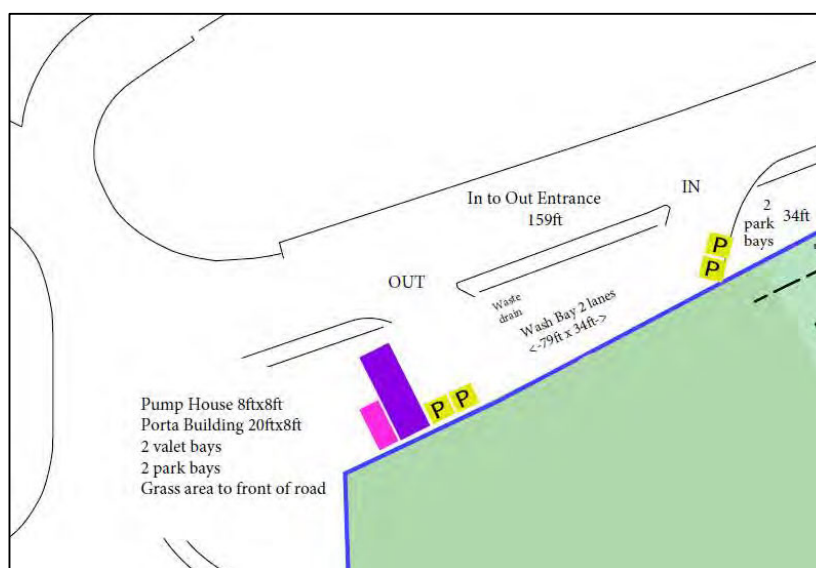 In to Out Entrance
159ft
IN
2
park
bays
34ft
P
P
OUT
Waste
drain
Wash Bay 2 lanes
<-79ft x 34ft->
P P
Pump House 8ftx8ft
Porta Building 20ftx8ft
2 valet bays
2 park bays
Grass area to front of road